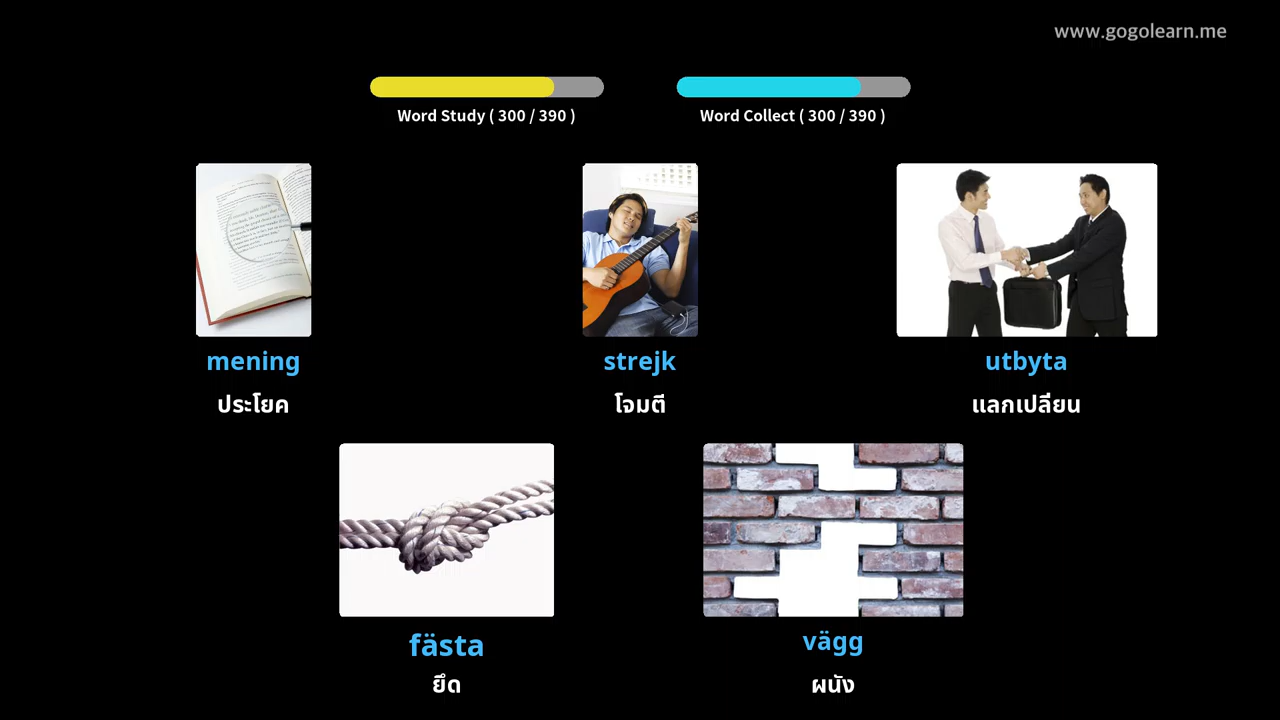 www.gogolearn.me
Word Study ( 300 / 390 )
Word Collect ( 300 / 390 )
mening
strejk
utbyta
ประโยค
โจมตี
แลกเปลี่ยน
fästa
vägg
ยึด
ผนัง